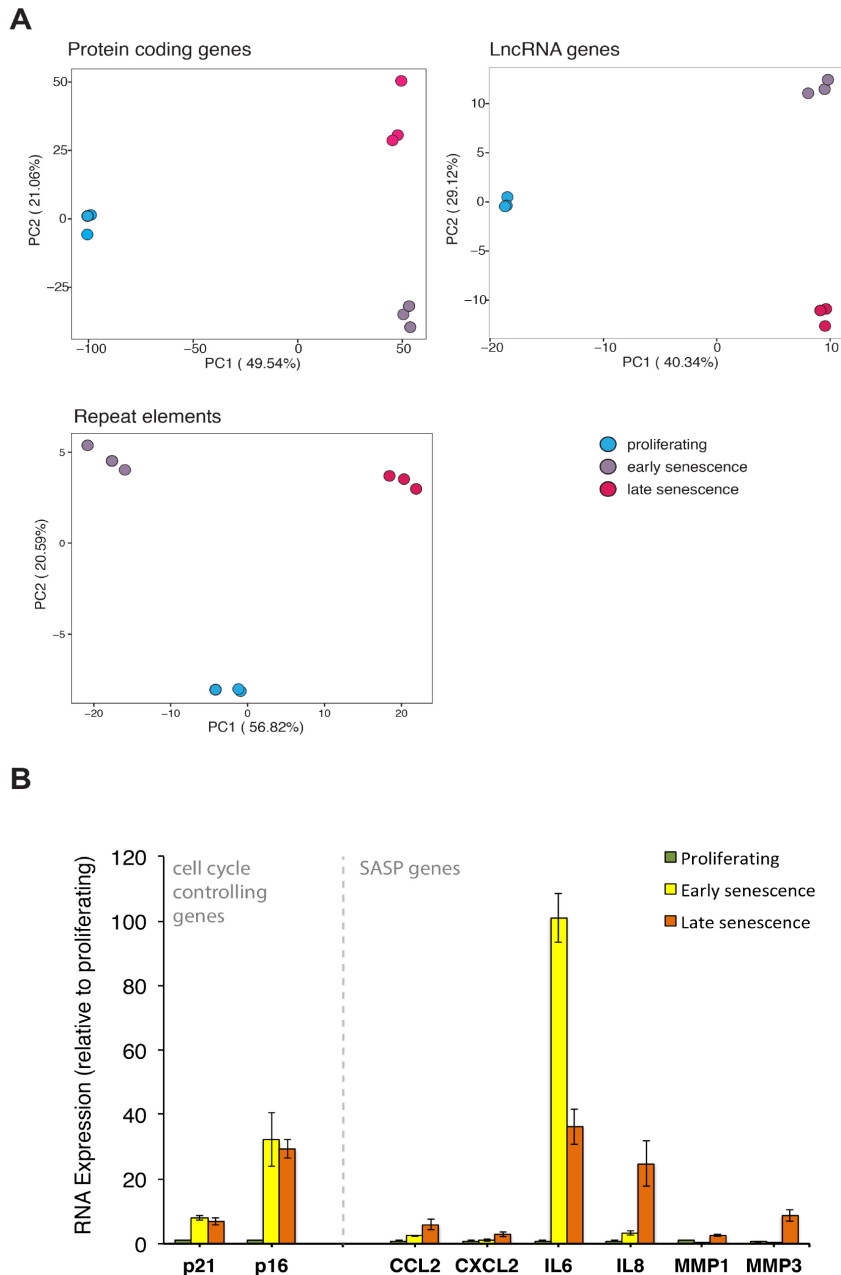 A
Protein coding genes
50
25
0
−25
PC2 ( 21.06%)
−100
−50
0
50
PC1 ( 49.54%)
LncRNA genes
10
5
0
−5
−10
PC2 ( 29.12%)
−20
−10
0
10
PC1 ( 40.34%)
Repeat elements
5
0
−5
PC2 ( 20.59%)
−20
−10
0
10
20
PC1 ( 56.82%)
proliferating
early senescence
late senescence
B
RNA Expression (relative to proliferating)
120
100
80
60
40
20
0
cell cycle
controlling
genes
SASP genes
Proliferating
Early senescence
Late senescence
p21 p16 CCL2 CXCL2 IL6 IL8 MMP1 MMP3